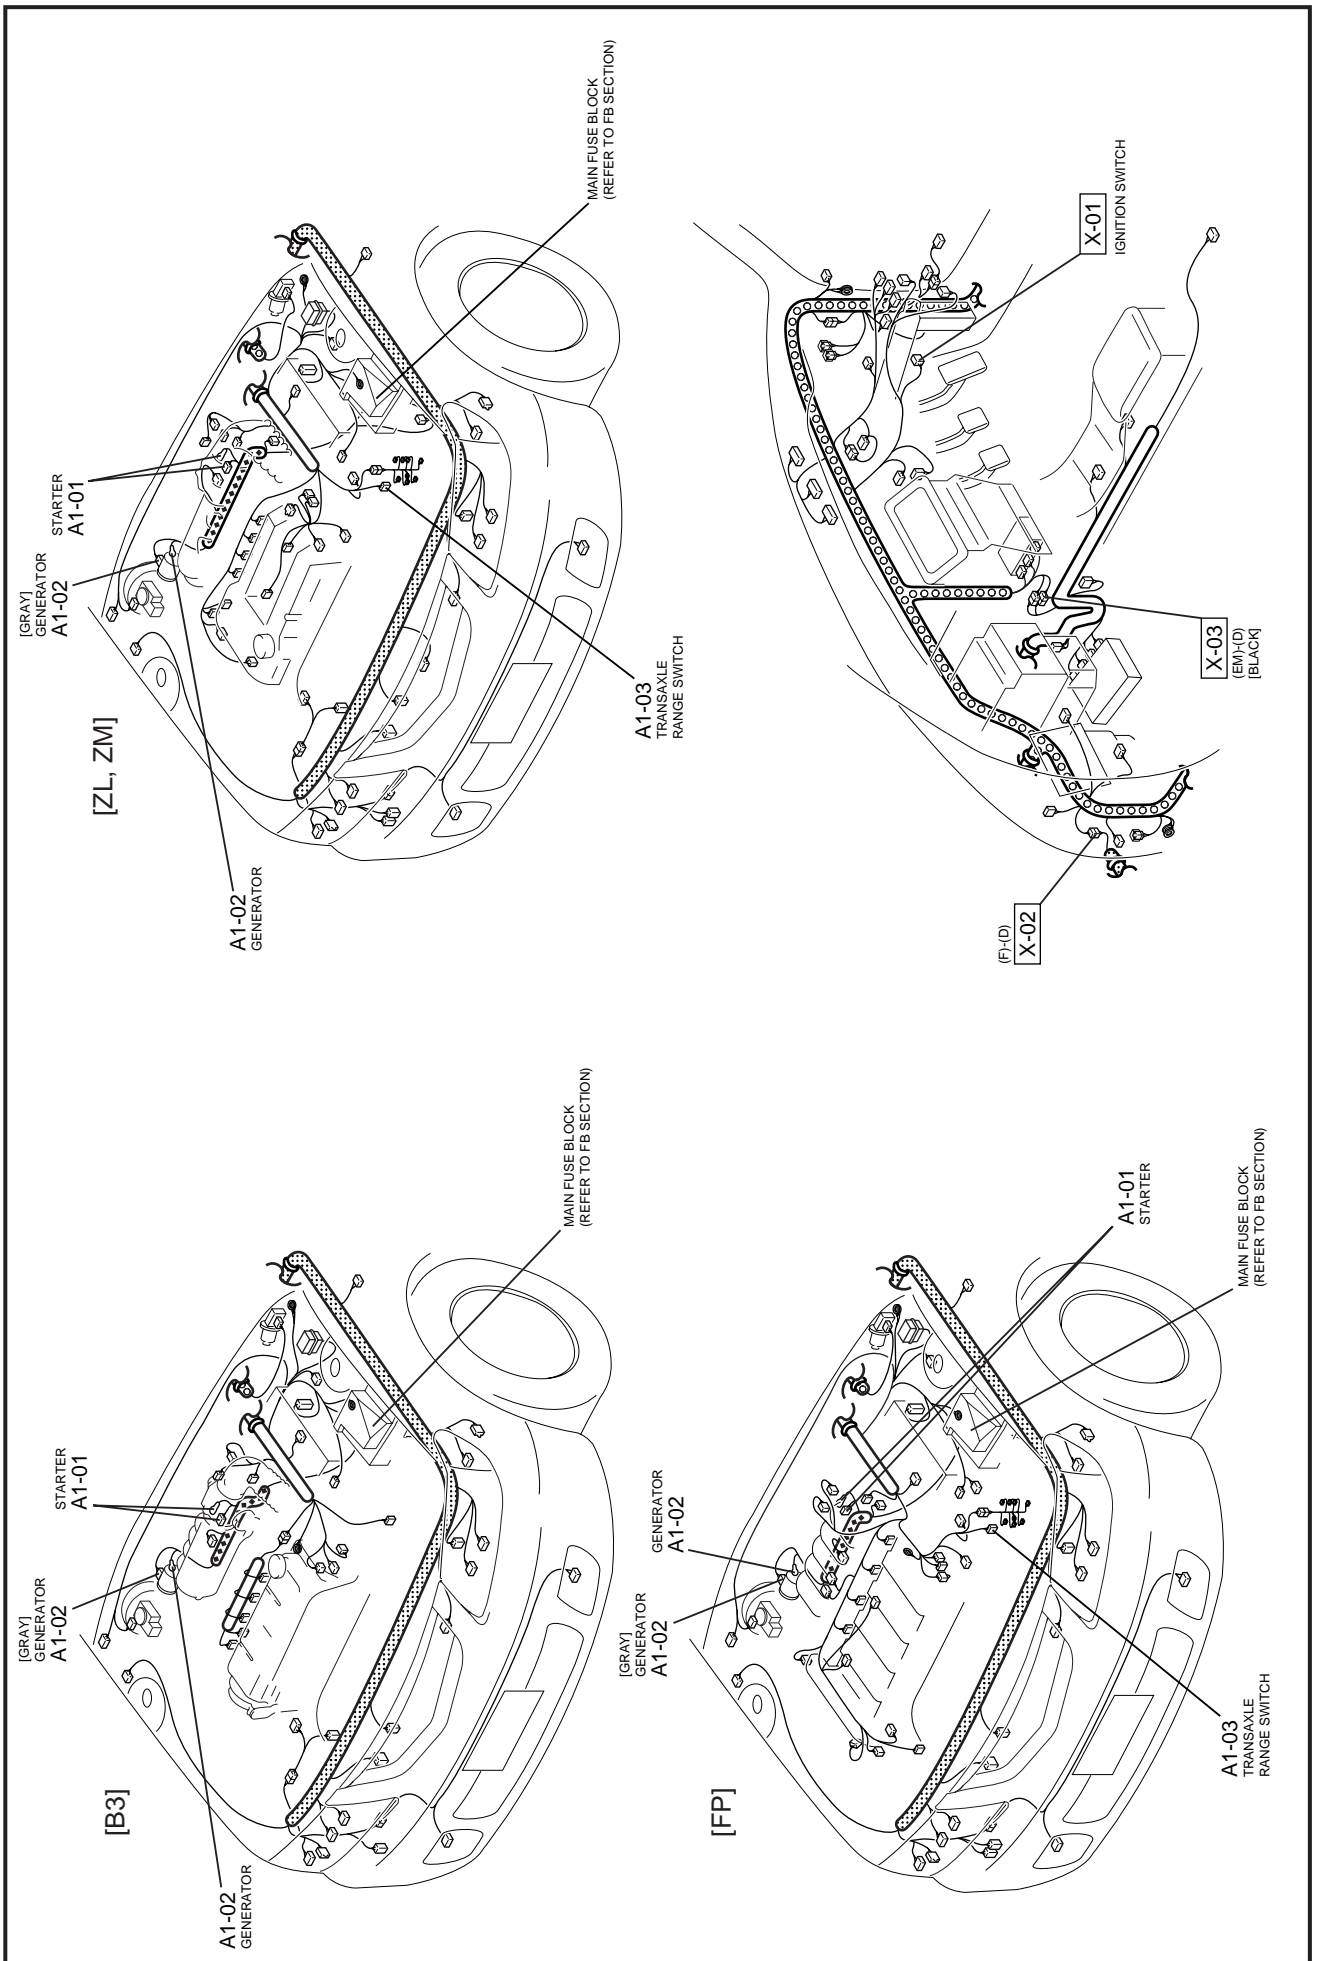 [B3]
[GRAY]
GENERATOR
A1-02
STARTER
A1-01
A1-02
GENERATOR
MAIN FUSE BLOCK
(REFER TO FB SECTION)
[ZL, ZM]
[GRAY]
GENERATOR
A1-02
STARTER
A1-01
A1-02
GENERATOR
MAIN FUSE BLOCK
(REFER TO FB SECTION)
A1-03
TRANSAXLE
RANGE SWITCH
[FP]
[GRAY]
GENERATOR
A1-02
GENERATOR
A1-02
A1-01
STARTER
MAIN FUSE BLOCK
(REFER TO FB SECTION)
A1-03
TRANSAXLE
RANGE SWITCH
(F)-(D)
X-02
X-03
(EM)-(D)
[BLACK]
X-01
IGNITION SWITCH